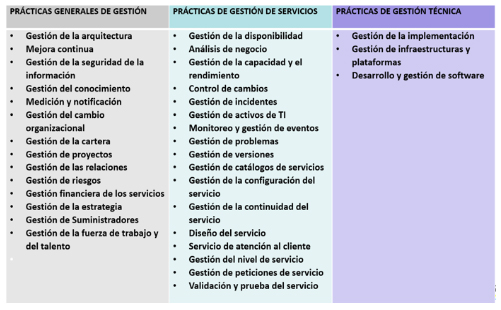 PRÁCTICAS GENERALES DE GESTIÓN
• Gestión de la arquitectura
• Mejora continua
• Gestión de la seguridad de la
información
• Gestión del conocimiento
• Medición y notificación
• Gestión del cambio
organizacional
• Gestión de la cartera
• Gestión de proyectos
• Gestión de las relaciones
• Gestión de riesgos
• Gestión financiera de los servicios
• Gestión de la estrategia
• Gestión de Suministradores
• Gestión de la fuerza de trabajo y
del talento
PRÁCTICAS DE GESTIÓN DE SERVICIOS
• Gestión de la disponibilidad
• Análisis de negocio
• Gestión de la capacidad y el
rendimiento
• Control de cambios
• Gestión de incidentes
• Gestión de activos de TI
• Monitoreo y gestión de eventos
• Gestión de problemas
• Gestión de versiones
• Gestión de catálogos de servicios
• Gestión de la configuración del
servicio
• Gestión de la continuidad del
servicio
• Diseño del servicio
• Servicio de atención al cliente
• Gestión del nivel de servicio
• Gestión de peticiones de servicio
• Validación y prueba del servicio
PRÁCTICAS DE GESTIÓN TÉCNICA
• Gestión de la implementación
• Gestión de infraestructuras y
plataformas
• Desarrollo y gestión de software